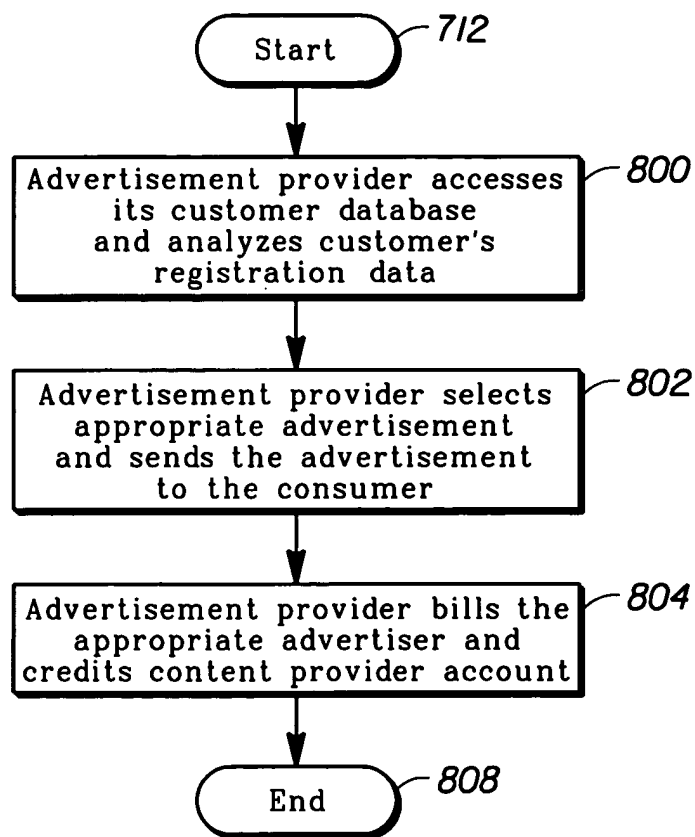 Start
712
Advertisement provider accesses
its customer database
and analyzes customer's
registration data
800
Advertisement provider selects
appropriate advertisement
and sends the advertisement
to the consumer
802
Advertisement provider bills the
appropriate advertiser and
credits content provider account
804
End
808